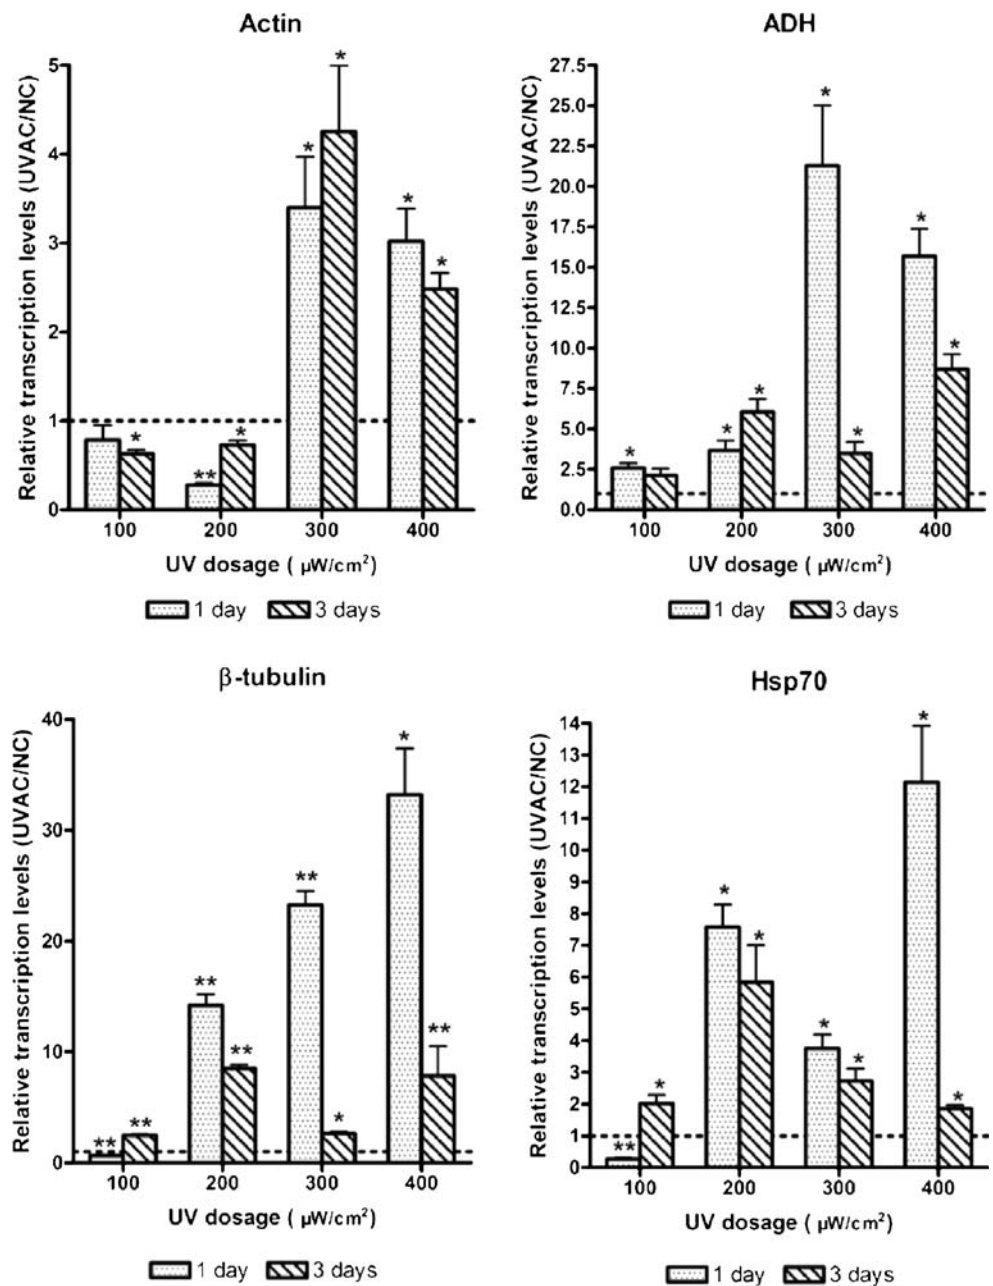 Actin
Relative transcription levels (UVAC/NC)
5
4
3
2
1
0
* * * * * ** *
100 200 300 400
UV dosage ( µW/cm²)
1 day 3 days
ADH
Relative transcription levels (UVAC/NC)
27.5
25.0
22.5
20.0
17.5
15.0
12.5
10.0
7.5
5.0
2.5
0.0
* * * * * * *
100 200 300 400
UV dosage ( µW/cm²)
1 day 3 days
β-tubulin
Relative transcription levels (UVAC/NC)
40
30
20
10
0
** ** ** ** ** * * **
100 200 300 400
UV dosage ( µW/cm²)
1 day 3 days
Hsp70
Relative transcription levels (UVAC/NC)
14
13
12
11
10
9
8
7
6
5
4
3
2
1
0
** * * * * * * *
100 200 300 400
UV dosage ( µW/cm²)
1 day 3 days